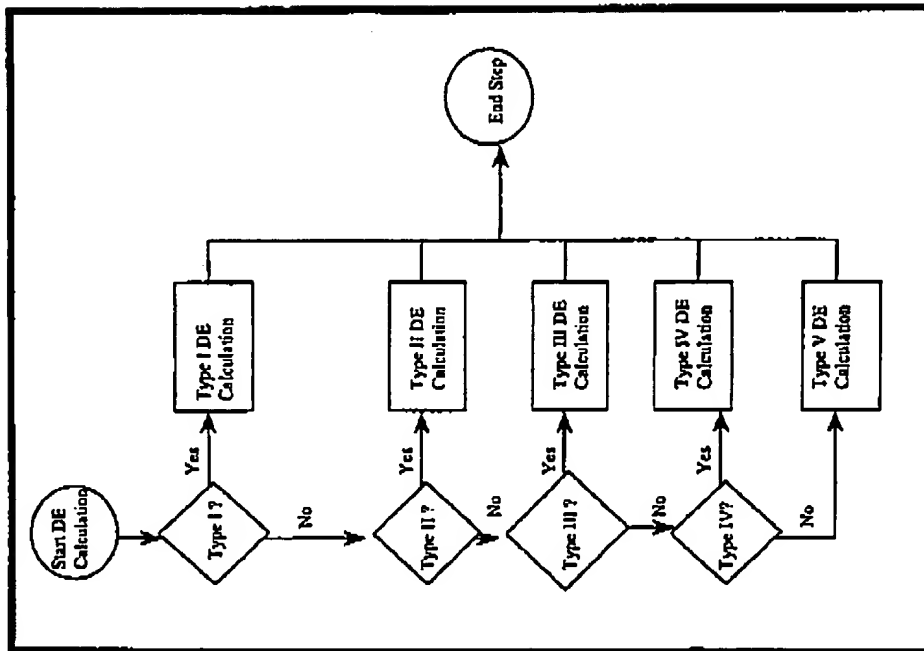 Start DE
Calculation
Type I ?
Yes
Type I DE
Calculation
No
Type II ?
Yes
Type II DE
Calculation
No
Type III ?
Yes
Type III DE
Calculation
No
Type IV?
Yes
Type IV DE
Calculation
No
Type V DE
Calculation
End Step